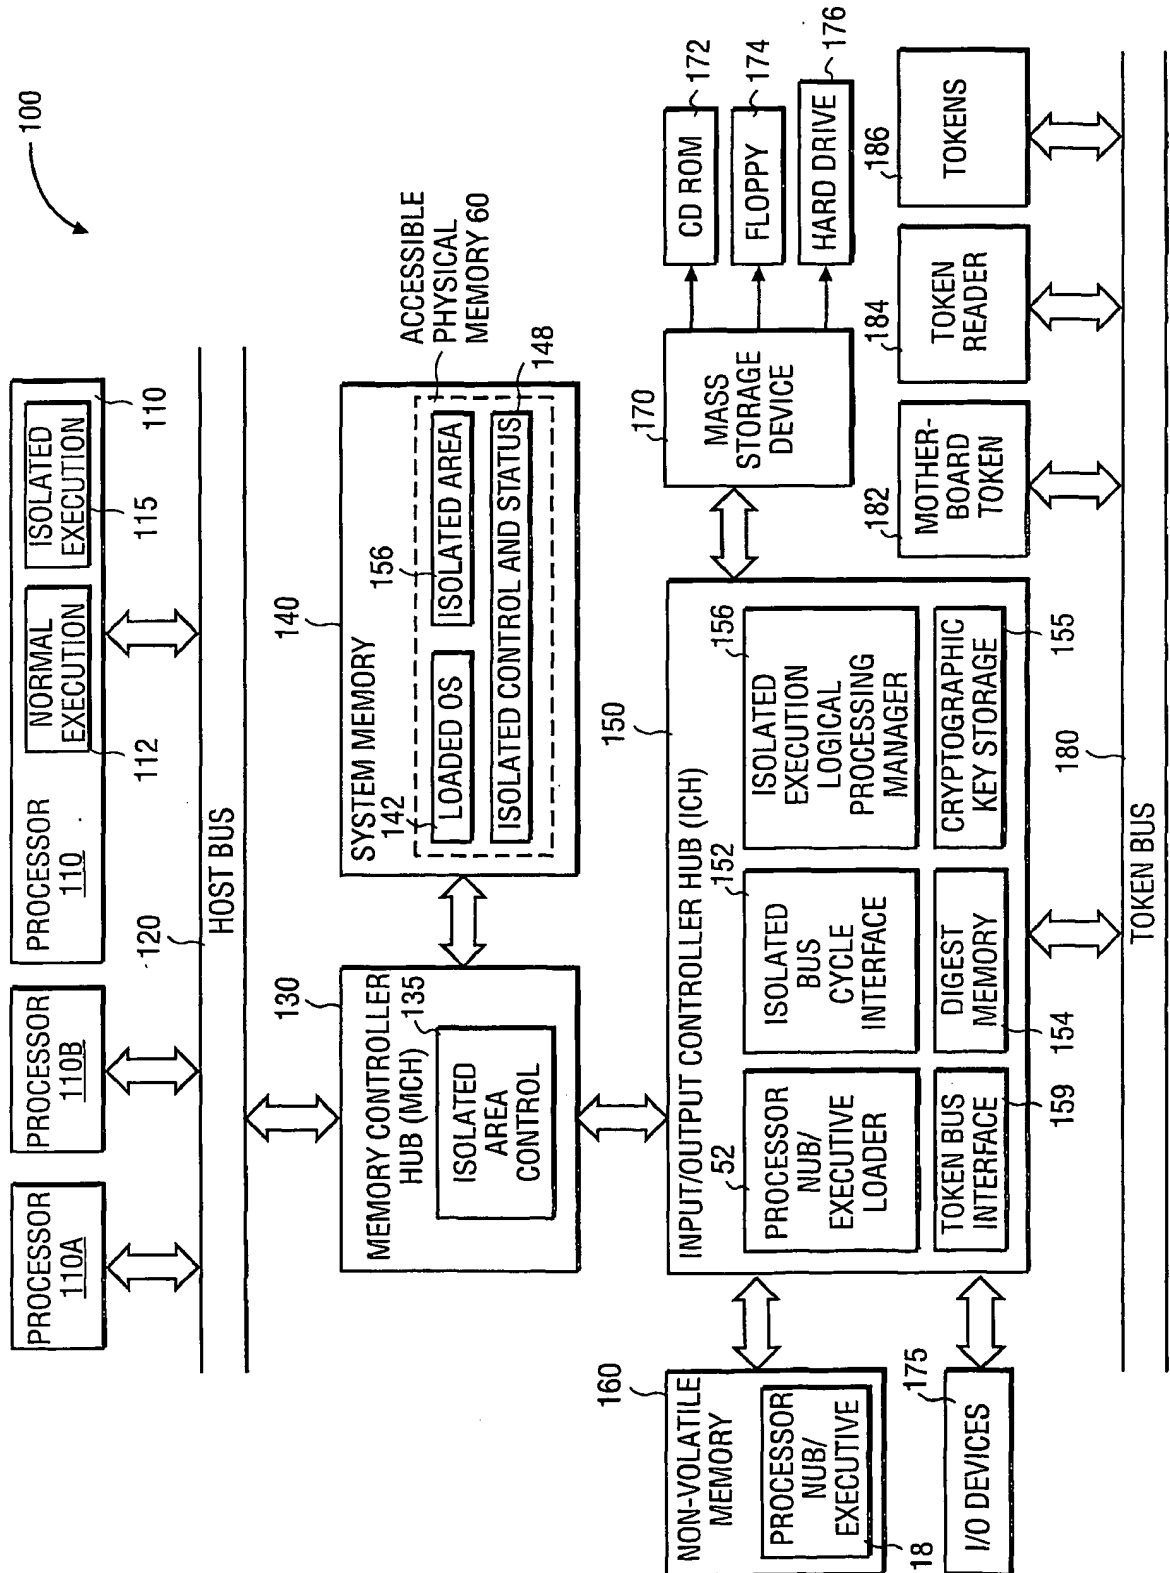 100
PROCESSOR
110A
PROCESSOR
110B
PROCESSOR
110
NORMAL
EXECUTION
112
ISOLATED
EXECUTION
115
110
120
HOST BUS
130
MEMORY CONTROLLER
HUB (MCH)
135
ISOLATED
AREA
CONTROL
140
SYSTEM MEMORY
142
LOADED OS
156
ISOLATED AREA
ISOLATED CONTROL AND STATUS
148
ACCESSIBLE
PHYSICAL
MEMORY 60
150
INPUT/OUTPUT CONTROLLER HUB (ICH)
52
PROCESSOR
NUB/
EXECUTIVE
LOADER
152
ISOLATED
BUS
CYCLE
INTERFACE
156
ISOLATED
EXECUTION
LOGICAL
PROCESSING
MANAGER
TOKEN BUS
INTERFACE
159
DIGEST
MEMORY
154
CRYPTOGRAPHIC
KEY STORAGE
155
160
NON-VOLATILE
MEMORY
PROCESSOR
NUB/
EXECUTIVE
18
175
I/O DEVICES
170
MASS
STORAGE
DEVICE
CD ROM
172
FLOPPY
174
HARD DRIVE
176
182
MOTHER-
BOARD
TOKEN
184
TOKEN
READER
186
TOKENS
180
TOKEN BUS